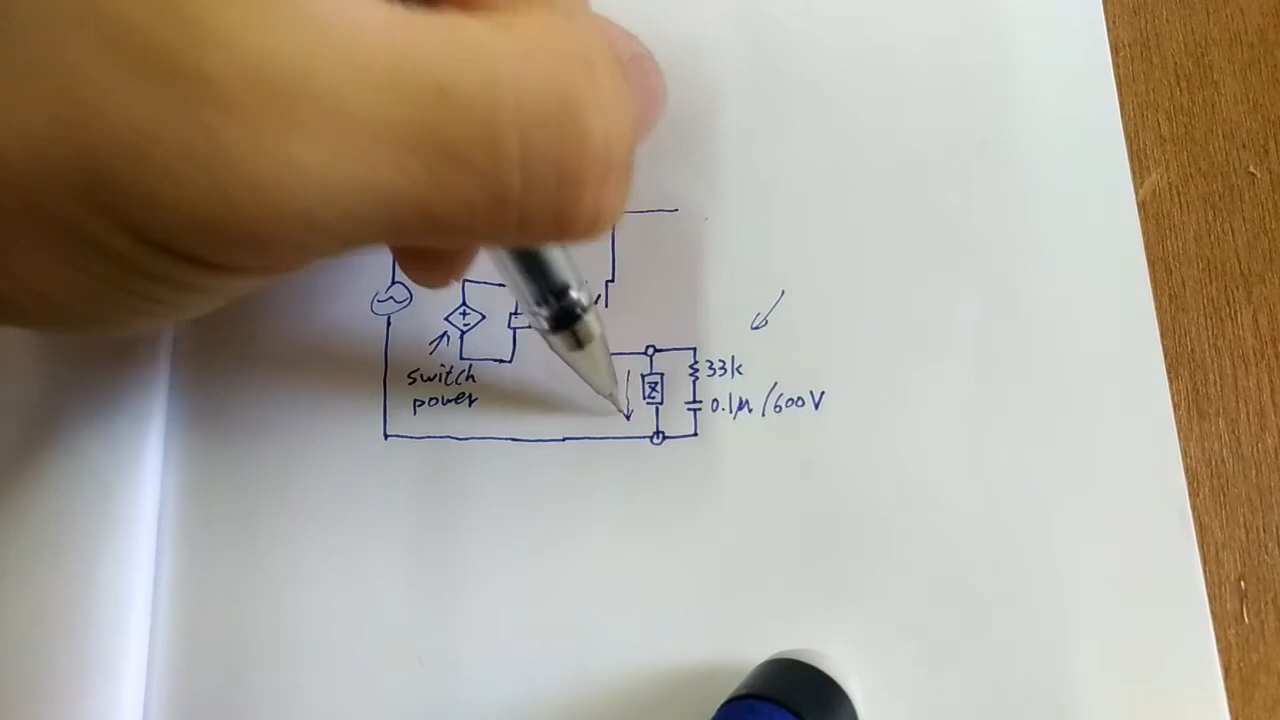 switch
power
Z
33k
0.1μ/600V